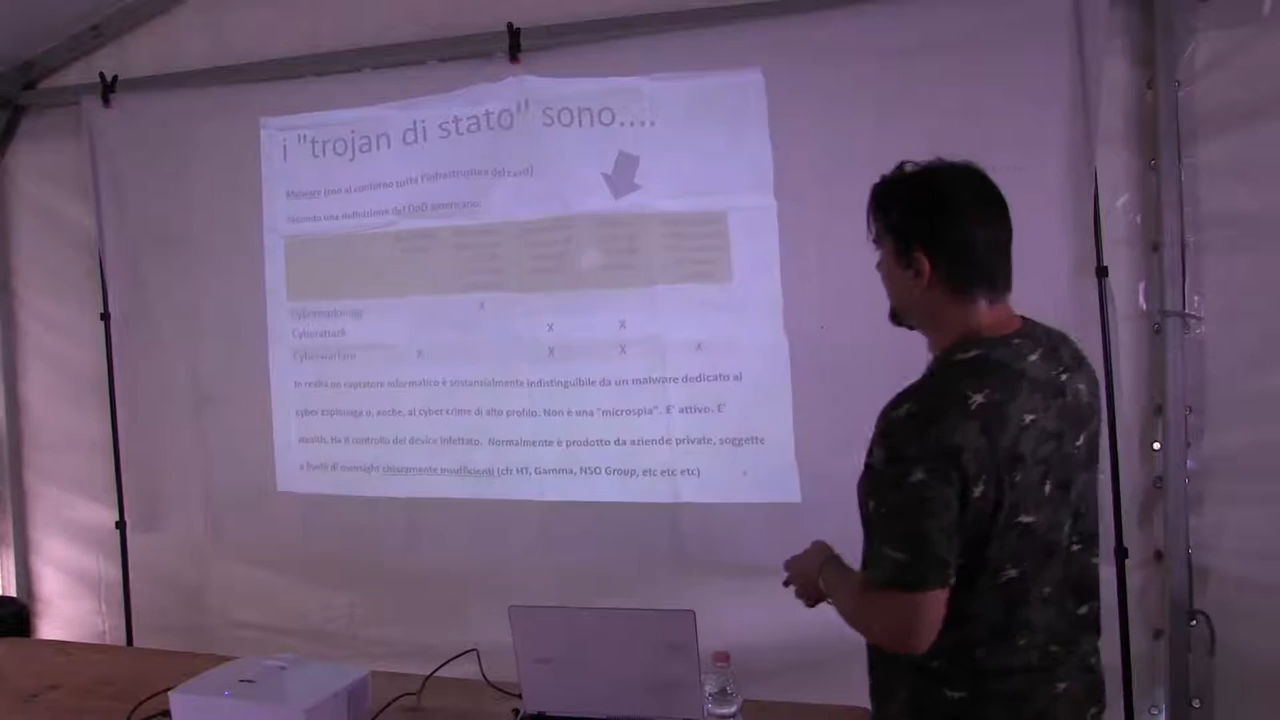 i "trojan di stato" sono....
Malware (con al contorno tutta l'infrastruttura del caso)
secondo una definizione del DoD americano:
X
Cyberattack X X
Cyberwarfare X X X X
In realtà un captatore informatico è sostanzialmente indistinguibile da un malware dedicato al
cyber espionage o, anche, al cyber crime di alto profilo. Non è una "microspia". E' attivo. E'
stealth. Ha il controllo del device infettato. Normalmente è prodotto da aziende private, soggette
a livelli di oversight chiaramente insufficienti (cfr HT, Gamma, NSO Group, etc etc etc)